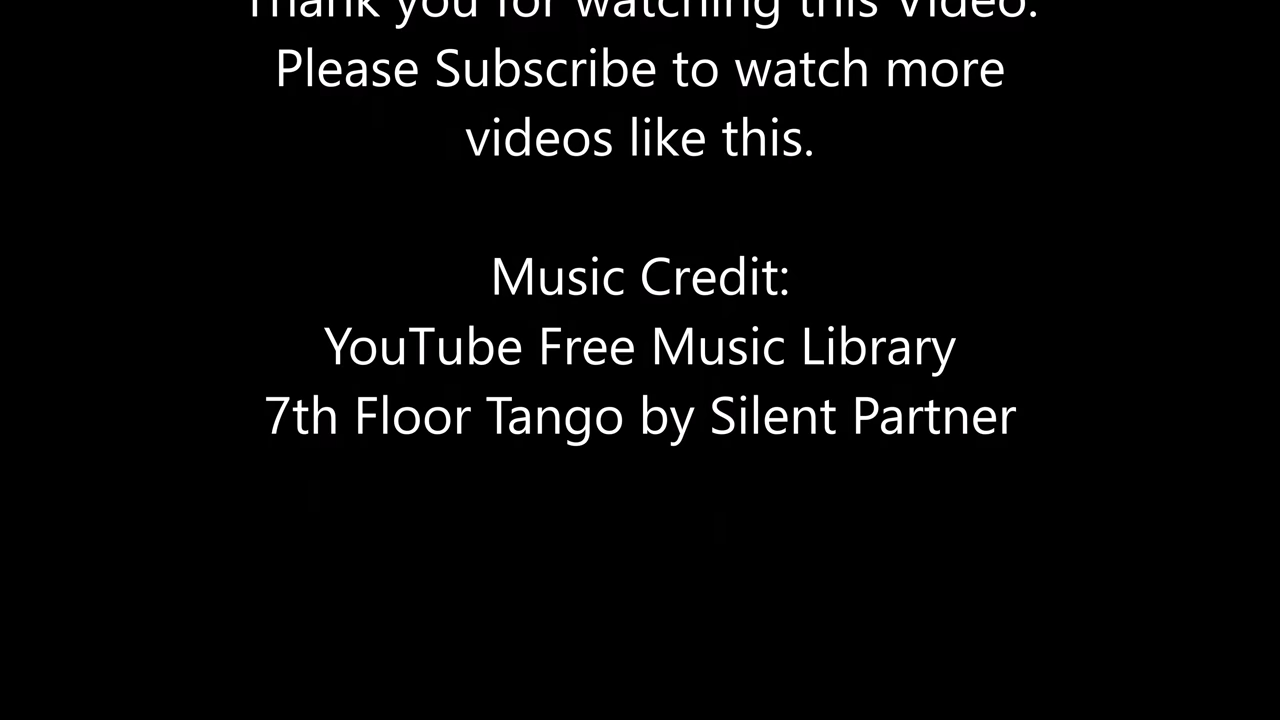 Thank you for watching this Video.
Please Subscribe to watch more
videos like this.
Music Credit:
YouTube Free Music Library
7th Floor Tango by Silent Partner